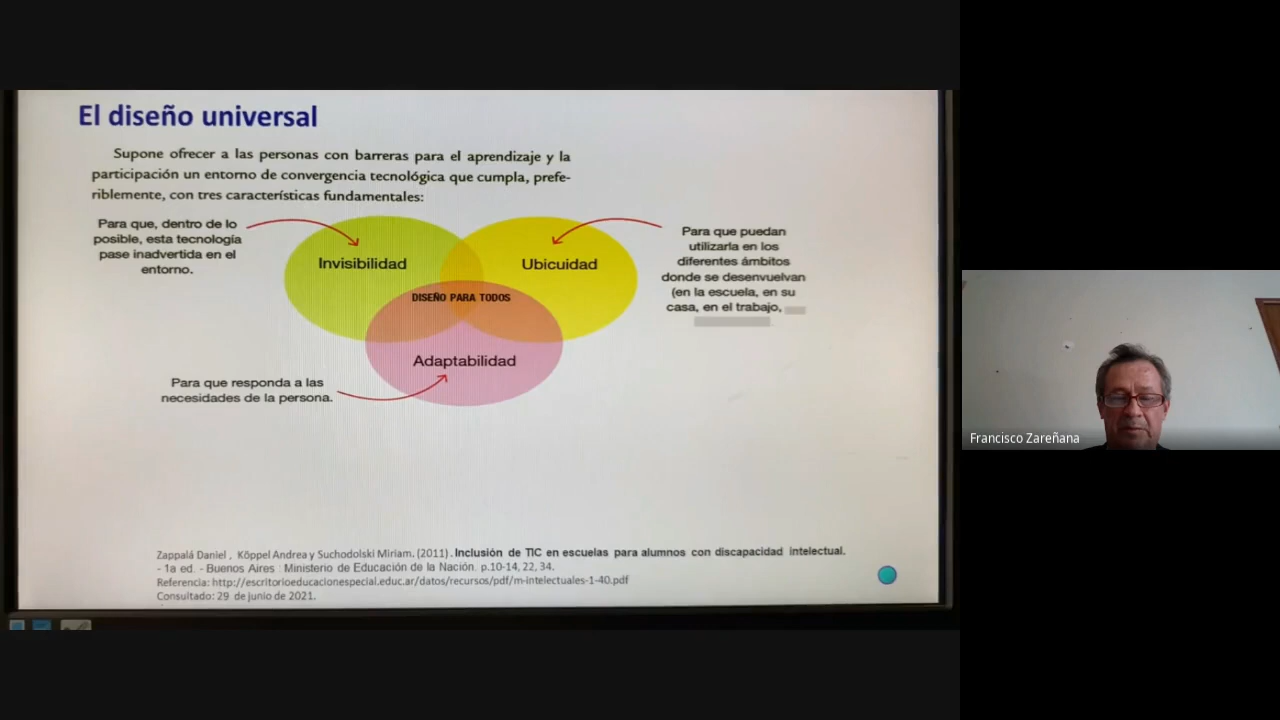 El diseño universal
Supone ofrecer a las personas con barreras para el aprendizaje y la
participación un entorno de convergencia tecnológica que cumpla, prefe-
riblemente, con tres características fundamentales:
Para que, dentro de lo
posible, esta tecnología
pase inadvertida en el
entorno.
Invisibilidad
Ubicuidad
Para que puedan
utilizarla en los
diferentes ámbitos
donde se desenvuelvan
(en la escuela, en su
casa, en el trabajo,
DISEÑO PARA TODOS
Adaptabilidad
Para que responda a las
necesidades de la persona.
Zappalá Daniel , Köppel Andrea y Suchodolski Miriam. (2011). Inclusión de TIC en escuelas para alumnos con discapacidad intelectual.
- 1a ed. - Buenos Aires : Ministerio de Educación de la Nación. p.10-14, 22, 34.
Referencia: http://escritorioeducacionespecial.educ.ar/datos/recursos/pdf/m-intelectuales-1-40.pdf
Consultado: 29 de junio de 2021.
Francisco Zareñana